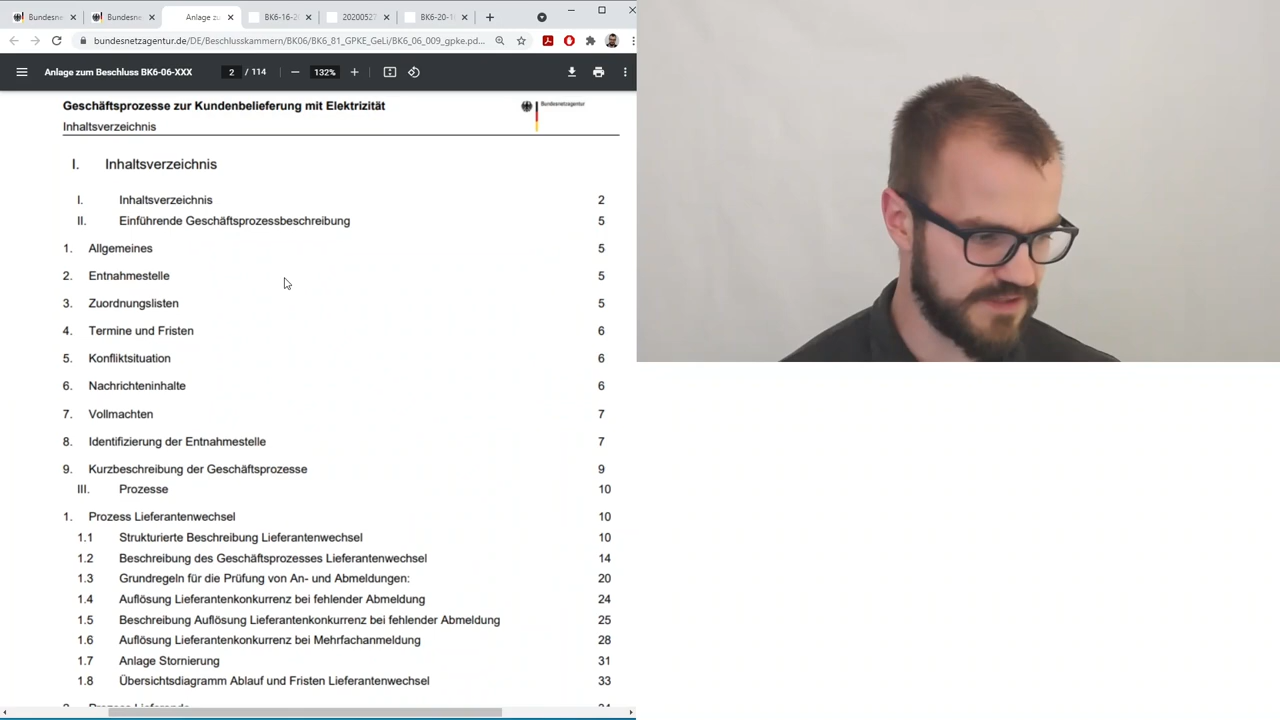 Bundesne
Bundesne
Anlage zu
BK6-16-2
20200527
BK6-20-1
bundesnetzagentur.de/DE/Beschlusskammern/BK06/BK6_81_GPKE_GeLi/BK6_06_009_gpke.pd...
Anlage zum Beschluss BK6-06-XXX
2 / 114
132%
Geschäftsprozesse zur Kundenbelieferung mit Elektrizität
Bundesnetzagentur
Inhaltsverzeichnis
I. Inhaltsverzeichnis
I. Inhaltsverzeichnis 2
II. Einführende Geschäftsprozessbeschreibung 5
1. Allgemeines 5
2. Entnahmestelle 5
3. Zuordnungslisten 5
4. Termine und Fristen 6
5. Konfliktsituation 6
6. Nachrichteninhalte 6
7. Vollmachten 7
8. Identifizierung der Entnahmestelle 7
9. Kurzbeschreibung der Geschäftsprozesse 9
III. Prozesse 10
1. Prozess Lieferantenwechsel 10
1.1 Strukturierte Beschreibung Lieferantenwechsel 10
1.2 Beschreibung des Geschäftsprozesses Lieferantenwechsel 14
1.3 Grundregeln für die Prüfung von An- und Abmeldungen: 20
1.4 Auflösung Lieferantenkonkurrenz bei fehlender Abmeldung 24
1.5 Beschreibung Auflösung Lieferantenkonkurrenz bei fehlender Abmeldung 25
1.6 Auflösung Lieferantenkonkurrenz bei Mehrfachanmeldung 28
1.7 Anlage Stornierung 31
1.8 Übersichtsdiagramm Ablauf und Fristen Lieferantenwechsel 33